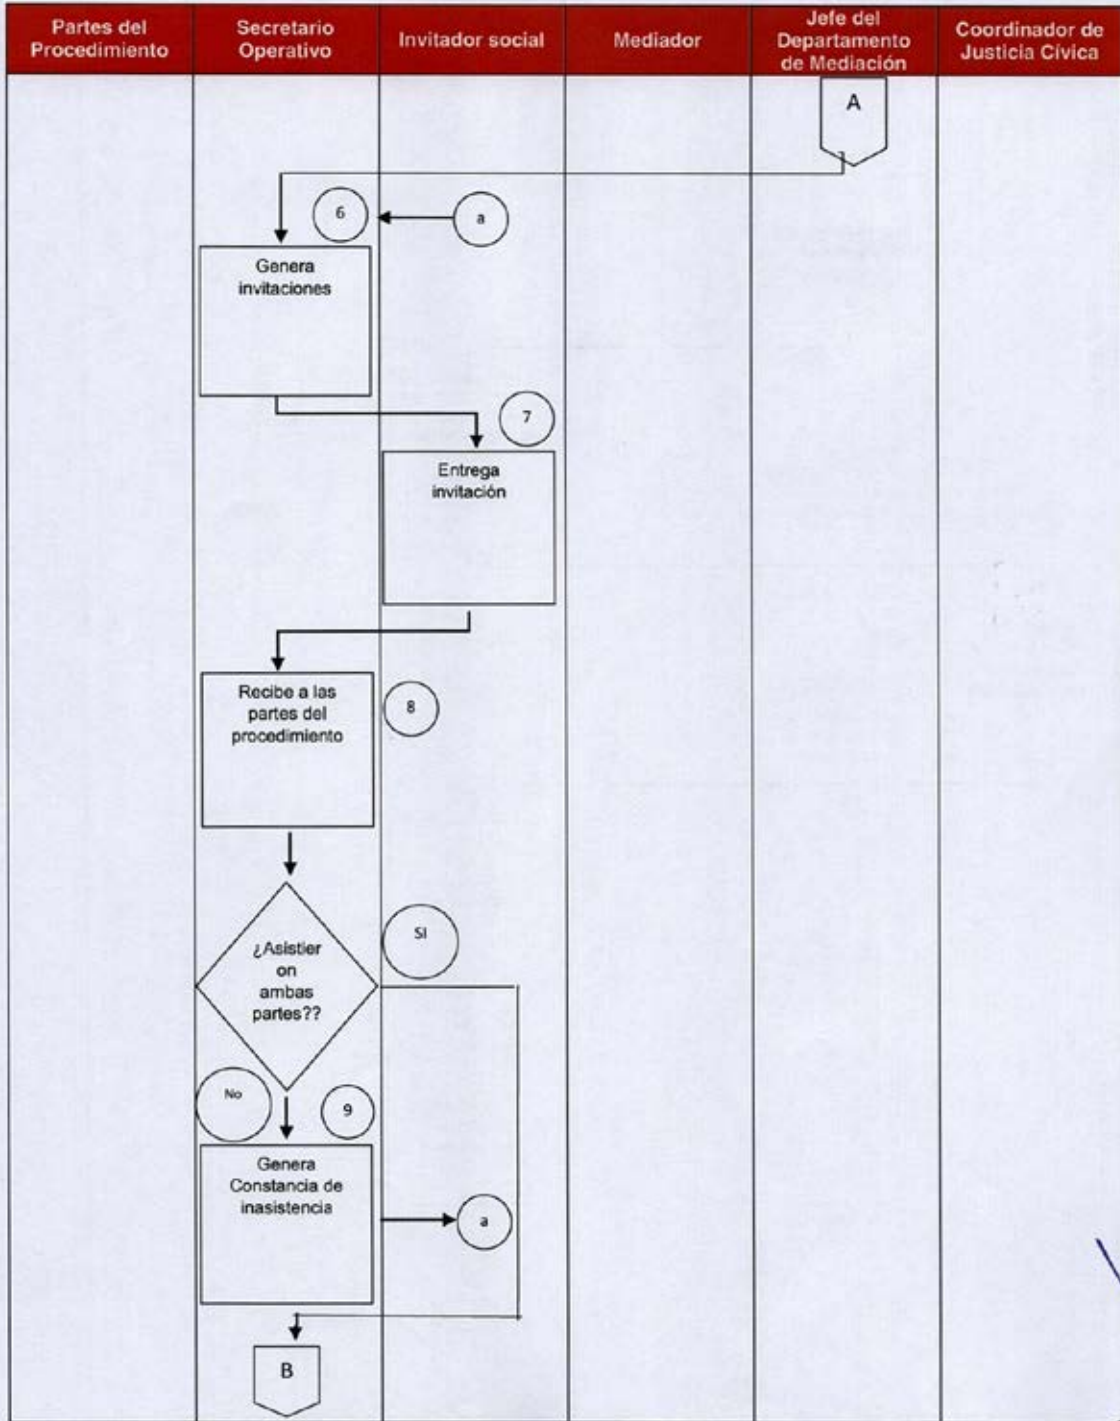 Partes del
Procedimiento
Secretario
Operativo
Invitador social
Mediador
Jefe del
Departamento
de Mediación
Coordinador de
Justicia Cívica
A
6
a
Genera
invitaciones
7
Entrega
invitación
Recibe a las
partes del
procedimiento
8
¿Asistier
on
ambas
partes??
SI
No
9
Genera
Constancia de
inasistencia
a
B